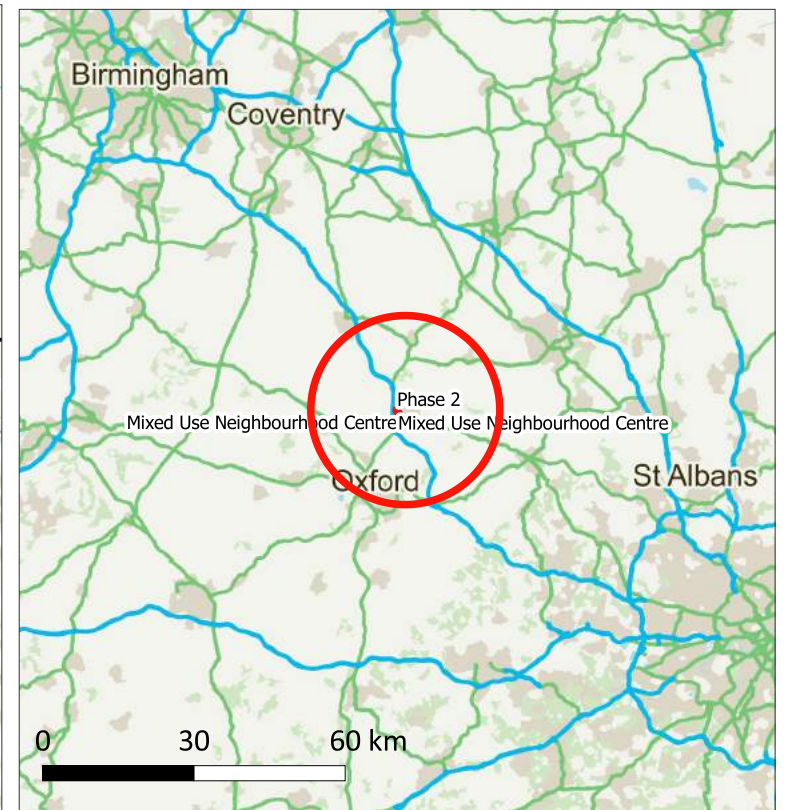 Birmingham
Coventry
Phase 2
Mixed Use Neighbourhood Centre Mixed Use Neighbourhood Centre
Oxford
St Albans
0 30 60 km